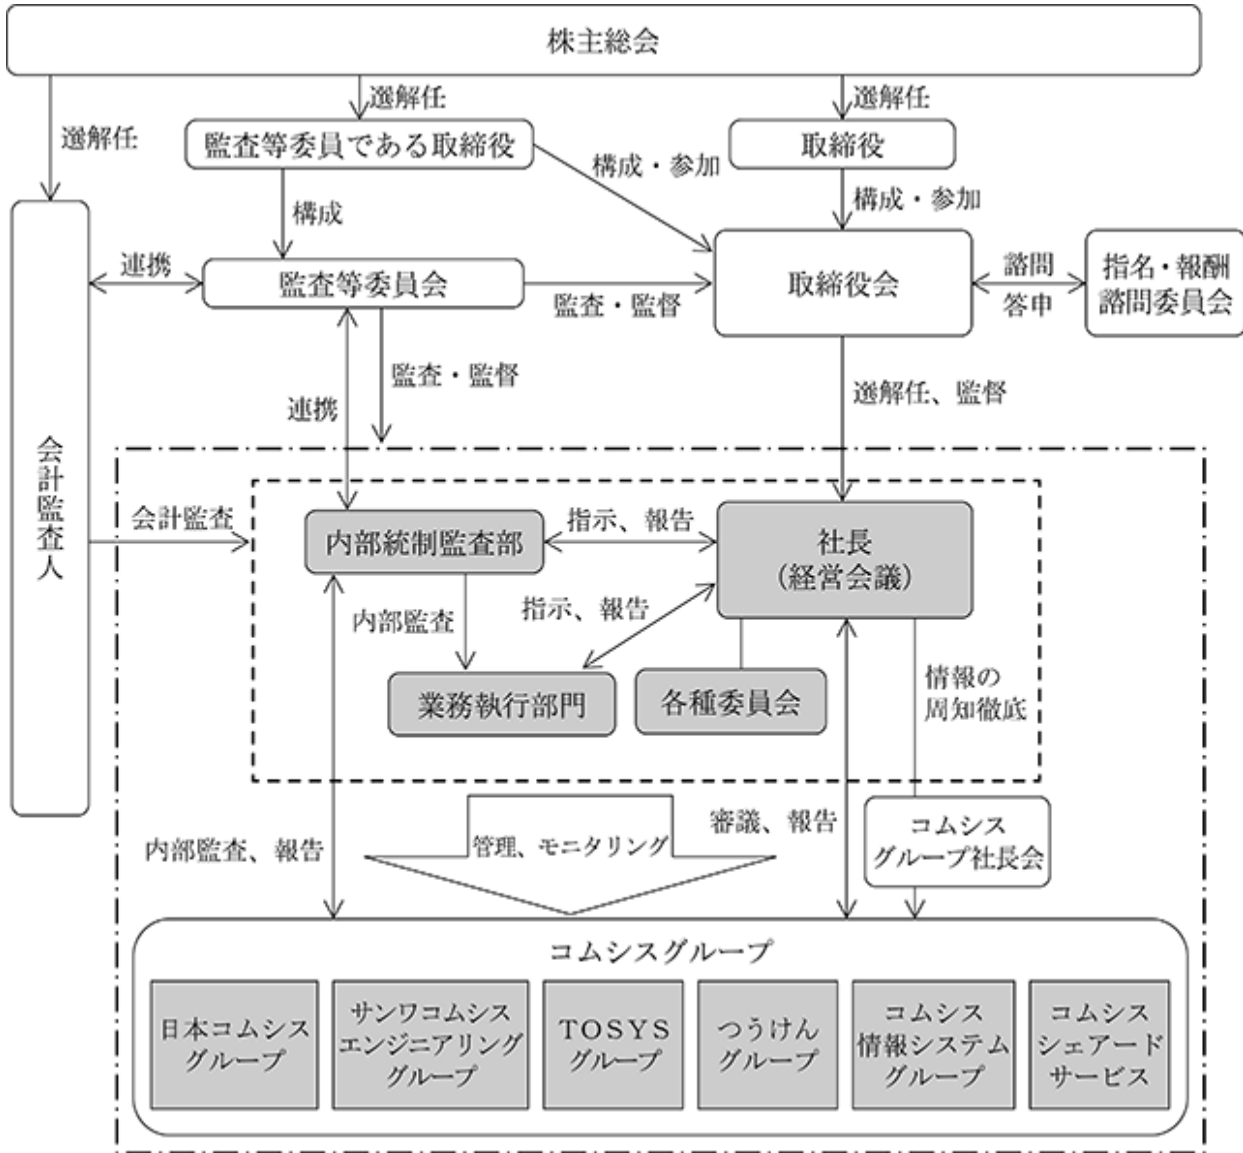 株主総会
選解任
選解任
選解任
監査等委員である取締役
取締役
構成・参加
構成
構成・参加
連携
監査等委員会
監査・監督
取締役会
諮問
答申
指名・報酬
諮問委員会
監査・監督
連携
選解任、監督
会計監査人
会計監査
内部統制監査部
指示、報告
社長
(経営会議)
内部監査
指示、報告
業務執行部門
各種委員会
情報の
周知徹底
内部監査、報告
管理、モニタリング
審議、報告
コムシス
グループ社長会
コムシスグループ
日本コムシス
グループ
サンワコムシス
エンジニアリング
グループ
TOSYS
グループ
つうけん
グループ
コムシス
情報システム
グループ
コムシス
シェアード
サービス